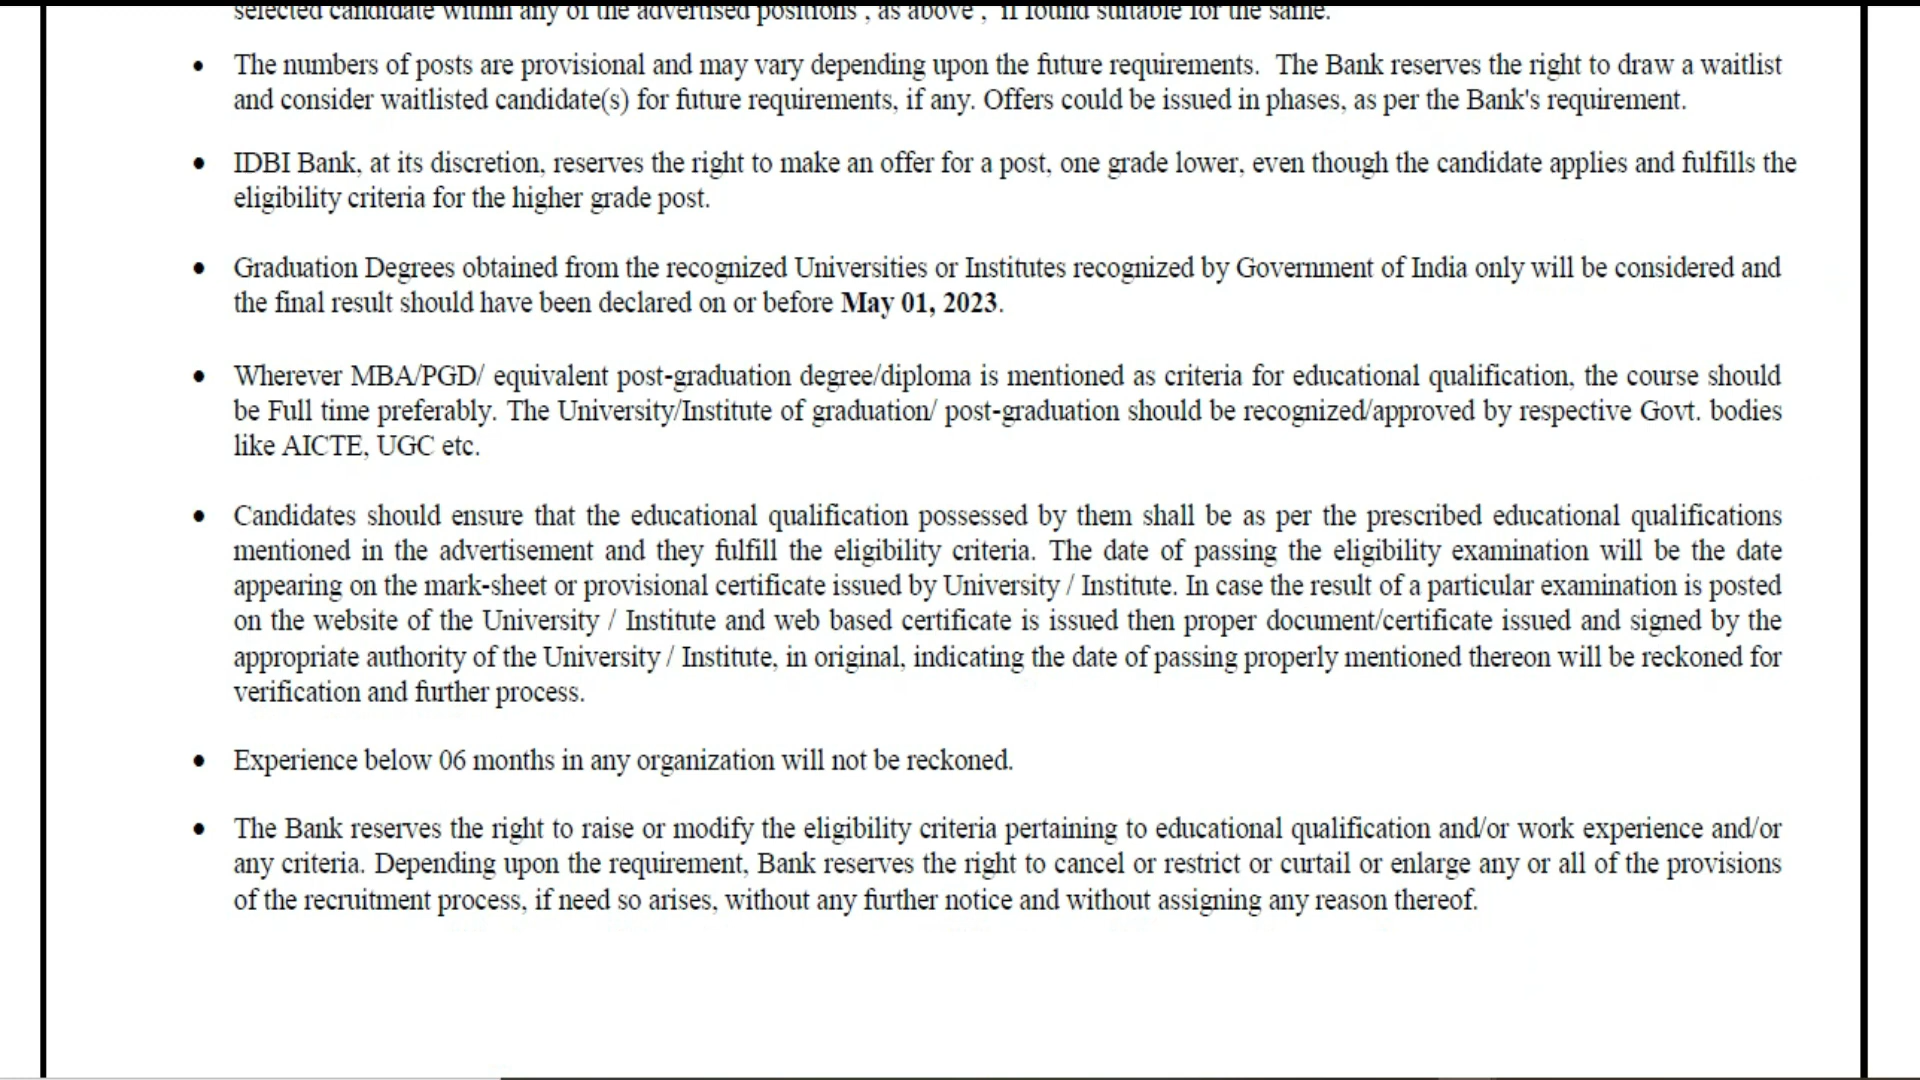 selected candidate within any of the advertised positions , as above , if found suitable for the same.
• The numbers of posts are provisional and may vary depending upon the future requirements. The Bank reserves the right to draw a waitlist
and consider waitlisted candidate(s) for future requirements, if any. Offers could be issued in phases, as per the Bank's requirement.
• IDBI Bank, at its discretion, reserves the right to make an offer for a post, one grade lower, even though the candidate applies and fulfills the
eligibility criteria for the higher grade post.
• Graduation Degrees obtained from the recognized Universities or Institutes recognized by Government of India only will be considered and
the final result should have been declared on or before May 01, 2023.
• Wherever MBA/PGD/ equivalent post-graduation degree/diploma is mentioned as criteria for educational qualification, the course should
be Full time preferably. The University/Institute of graduation/ post-graduation should be recognized/approved by respective Govt. bodies
like AICTE, UGC etc.
• Candidates should ensure that the educational qualification possessed by them shall be as per the prescribed educational qualifications
mentioned in the advertisement and they fulfill the eligibility criteria. The date of passing the eligibility examination will be the date
appearing on the mark-sheet or provisional certificate issued by University / Institute. In case the result of a particular examination is posted
on the website of the University / Institute and web based certificate is issued then proper document/certificate issued and signed by the
appropriate authority of the University / Institute, in original, indicating the date of passing properly mentioned thereon will be reckoned for
verification and further process.
• Experience below 06 months in any organization will not be reckoned.
• The Bank reserves the right to raise or modify the eligibility criteria pertaining to educational qualification and/or work experience and/or
any criteria. Depending upon the requirement, Bank reserves the right to cancel or restrict or curtail or enlarge any or all of the provisions
of the recruitment process, if need so arises, without any further notice and without assigning any reason thereof.